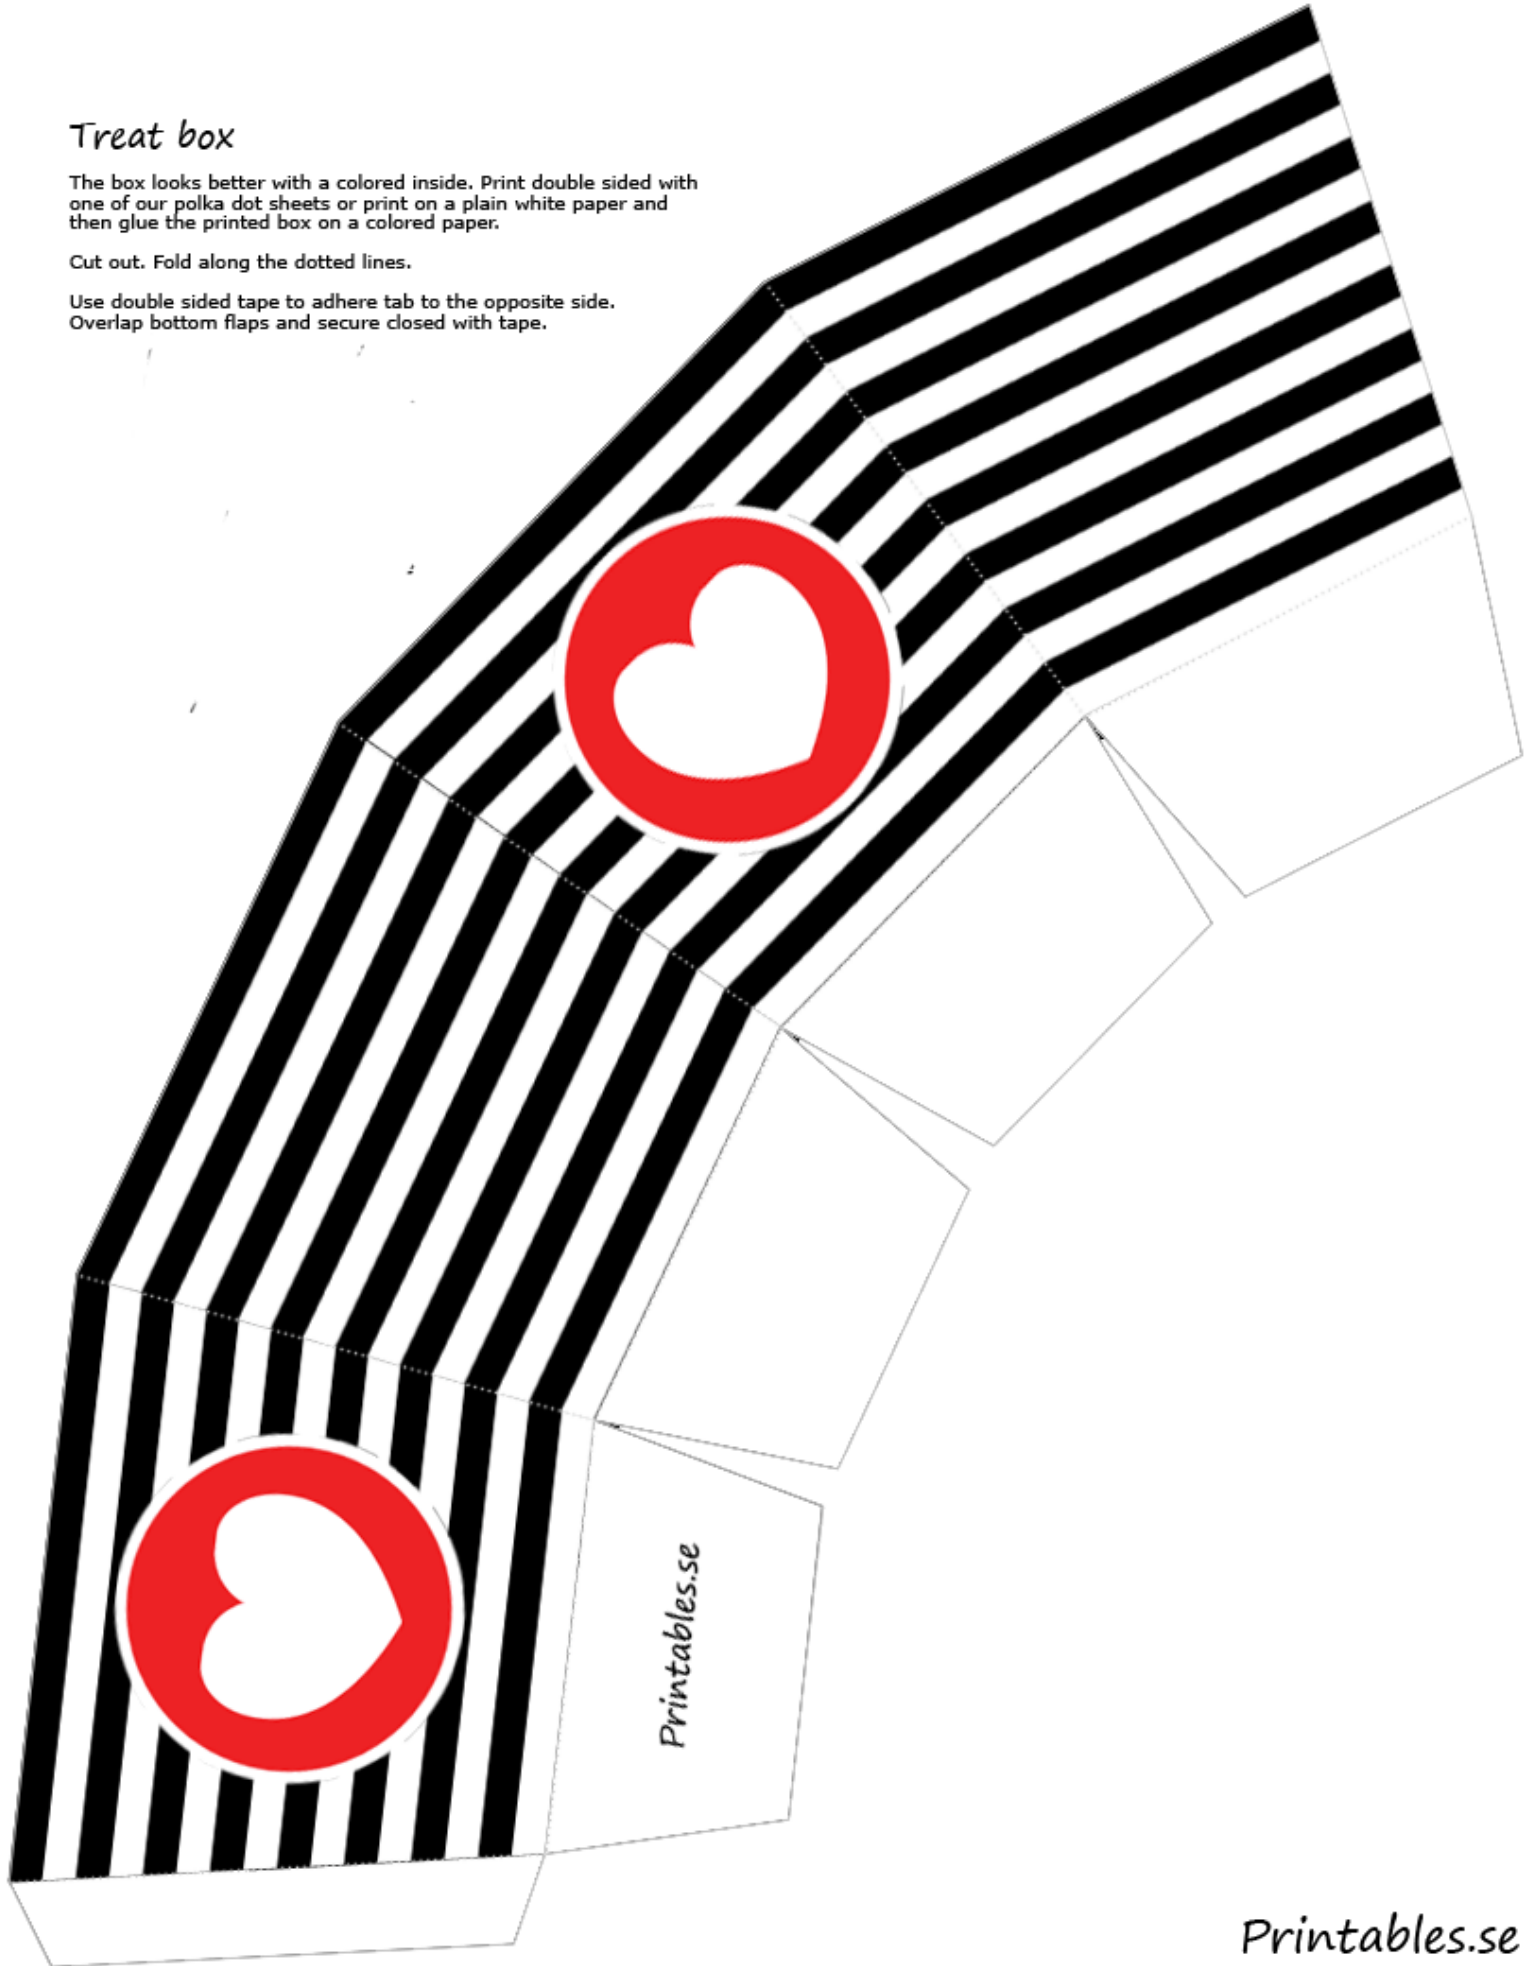 Treat box
The box looks better with a colored inside. Print double sided with
one of our polka dot sheets or print on a plain white paper and
then glue the printed box on a colored paper.
Cut out. Fold along the dotted lines.
Use double sided tape to adhere tab to the opposite side.
Overlap bottom flaps and secure closed with tape.
Printables.se
Printables.se